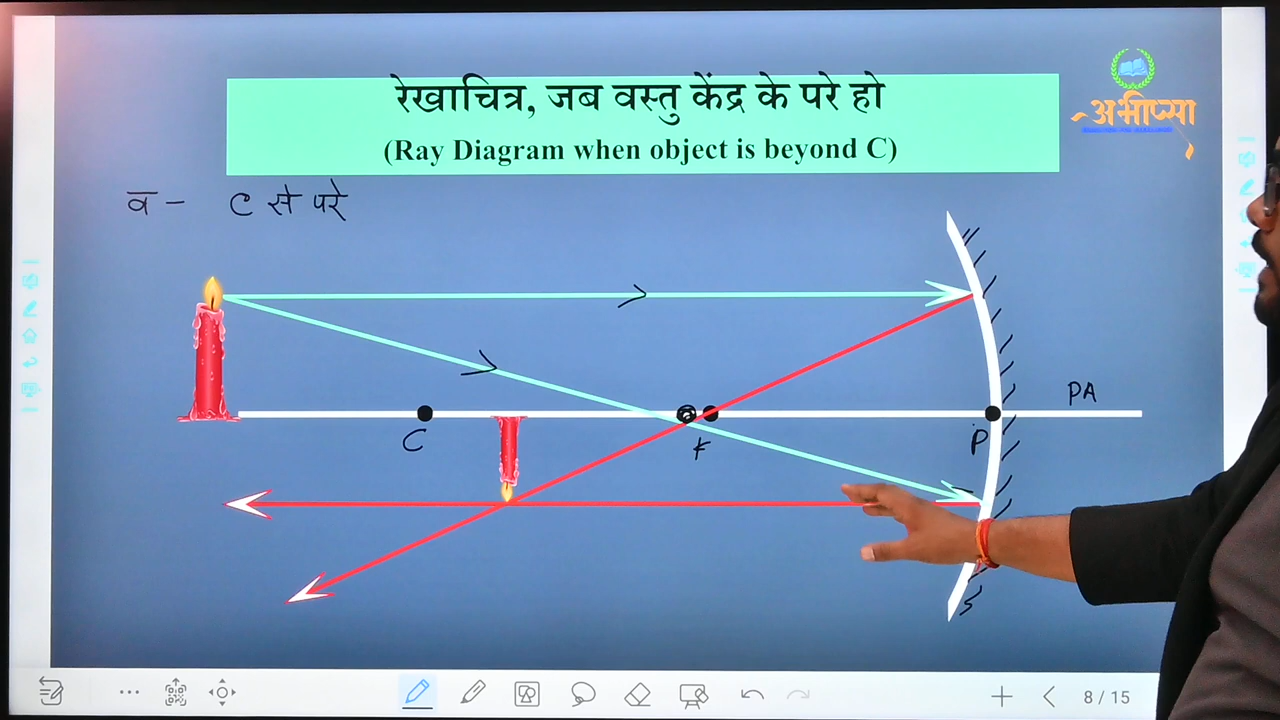 रेखाचित्र, जब वस्तु केंद्र के परे हो
(Ray Diagram when object is beyond C)
अभीप्सा
व - C से परे
PA
C
F
P
8 / 15